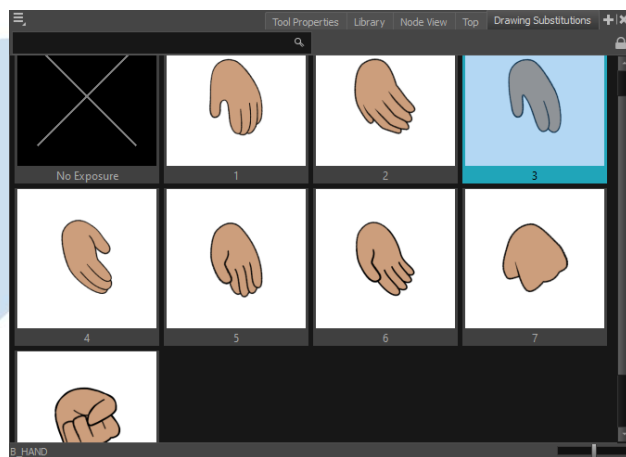 Tool Properties Library Node View Top Drawing Substitutions
No Exposure 1 2 3
4 5 6 7
B_HAND